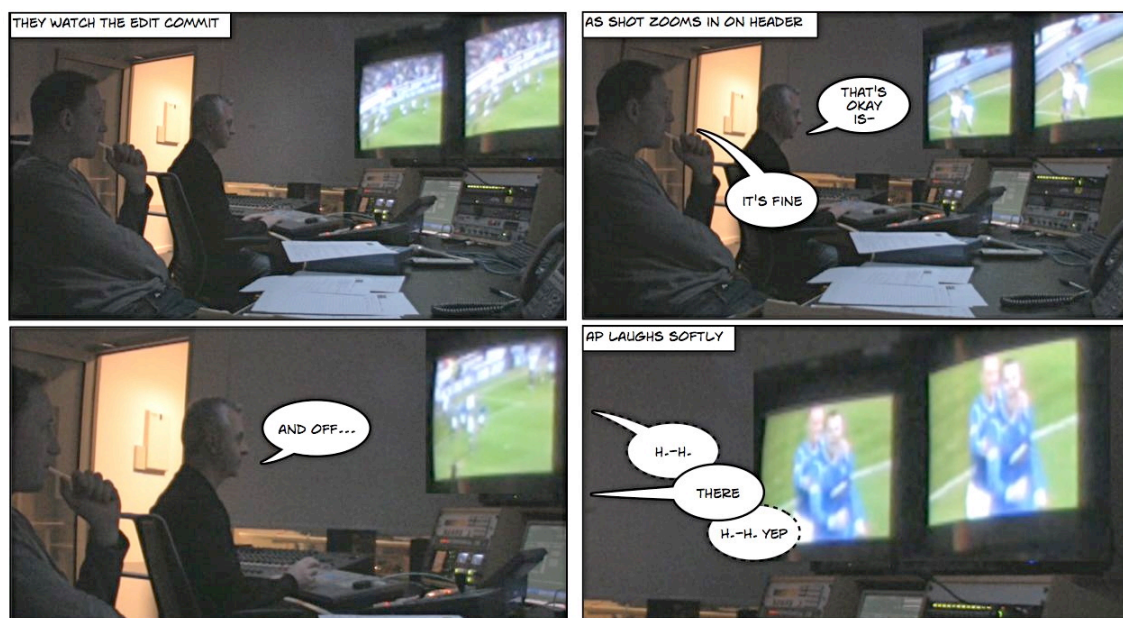 THEY WATCH THE EDIT COMMIT
AS SHOT ZOOMS IN ON HEADER
THAT'S
OKAY
IS-
IT'S FINE
AND OFF...
AP LAUGHS SOFTLY
H.-H.
THERE
H.-H. YEP